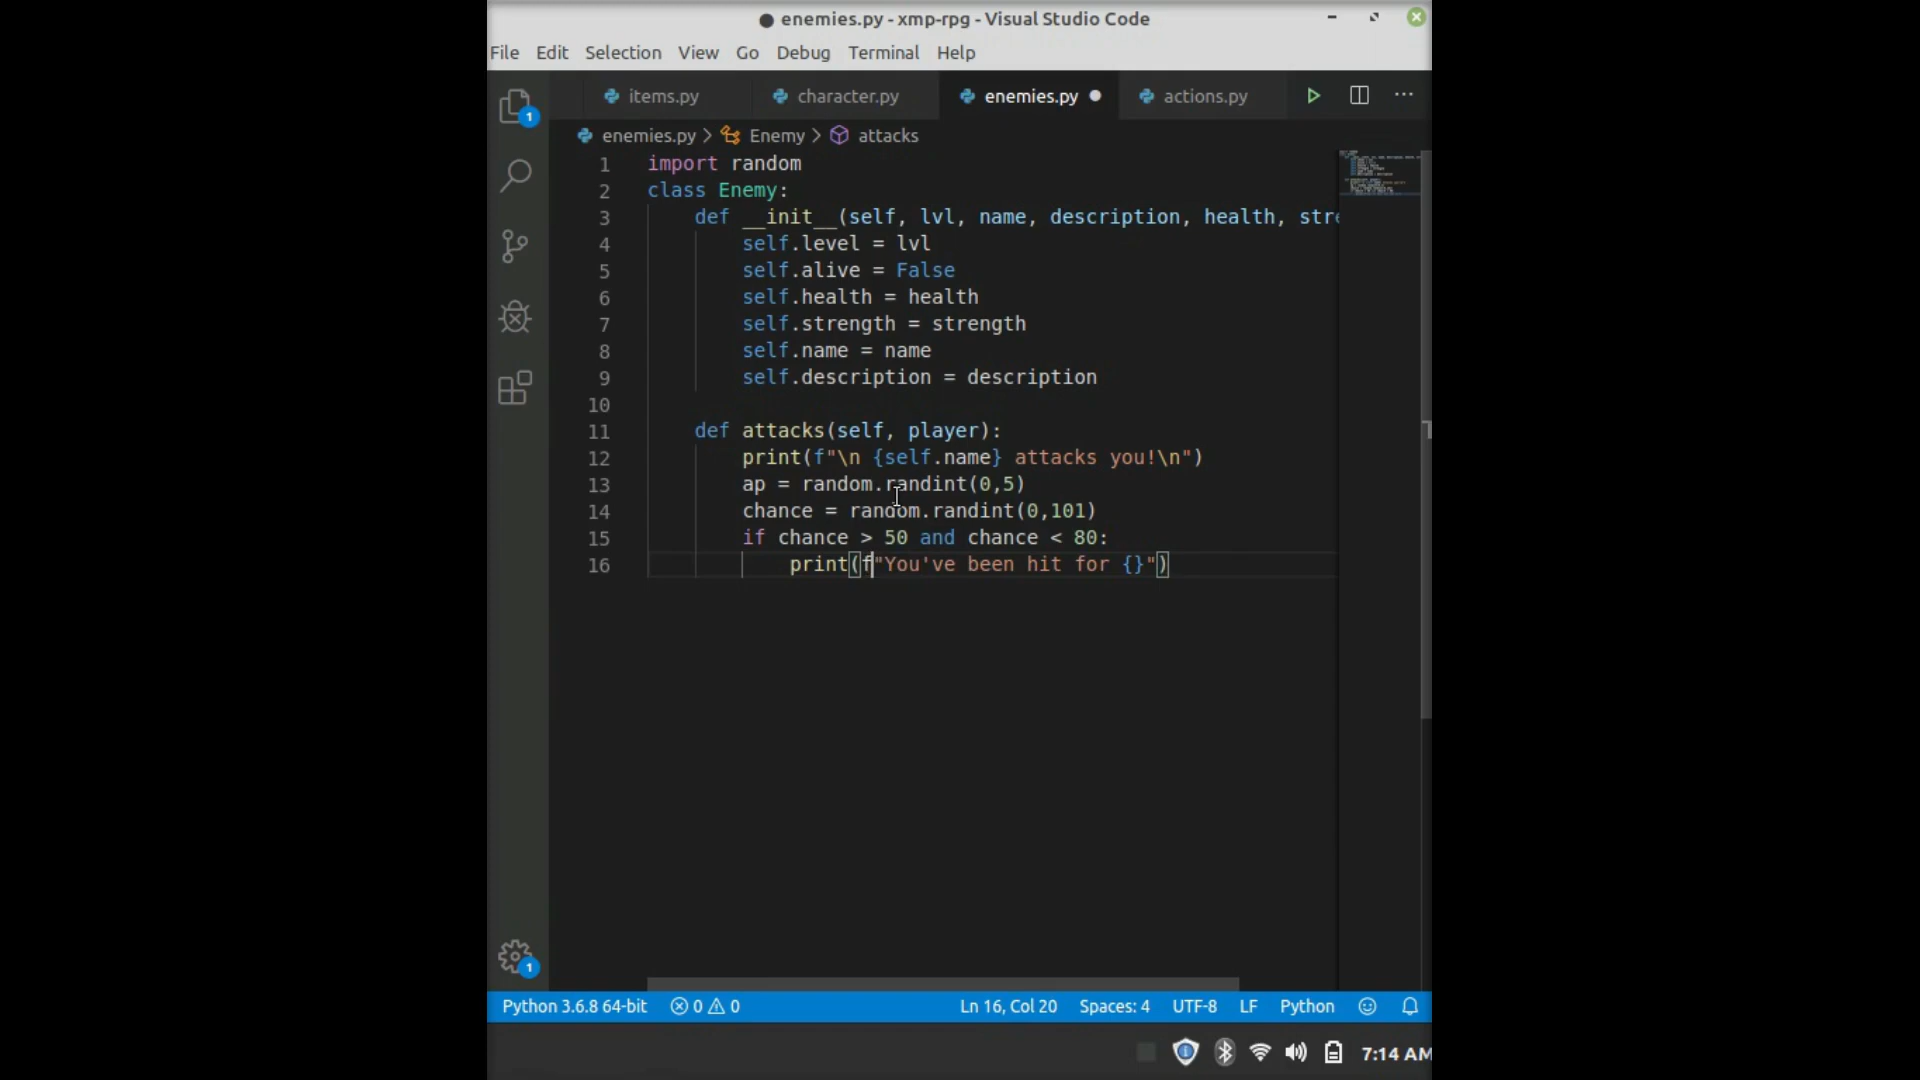 ● enemies.py - xmp-rpg - Visual Studio Code
File Edit Selection View Go Debug Terminal Help
items.py character.py enemies.py ● actions.py ...
enemies.py > Enemy > attacks
1 import random
2 class Enemy:
3 def __init__(self, lvl, name, description, health, stre
4 self.level = lvl
5 self.alive = False
6 self.health = health
7 self.strength = strength
8 self.name = name
9 self.description = description
10
11 def attacks(self, player):
12 print(f"\n {self.name} attacks you!\n")
13 ap = random.randint(0,5)
14 chance = random.randint(0,101)
15 if chance > 50 and chance < 80:
16 print(f"You've been hit for {}")
1
1
Python 3.6.8 64-bit 0 0 Ln 16, Col 20 Spaces: 4 UTF-8 LF Python
7:14 AM